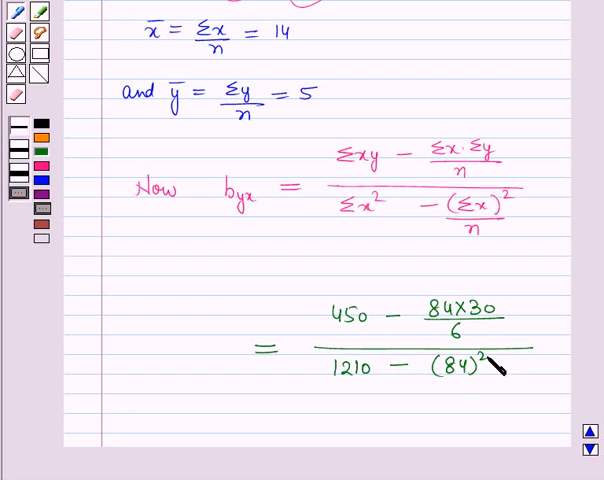 x̄ = Σx/n = 14
and ȳ = Σy/n = 5
Now byx = (Σxy − (Σx · Σy)/n) / (Σx² − (Σx)²/n)
= (450 − (84×30)/6) / (1210 − (84)²